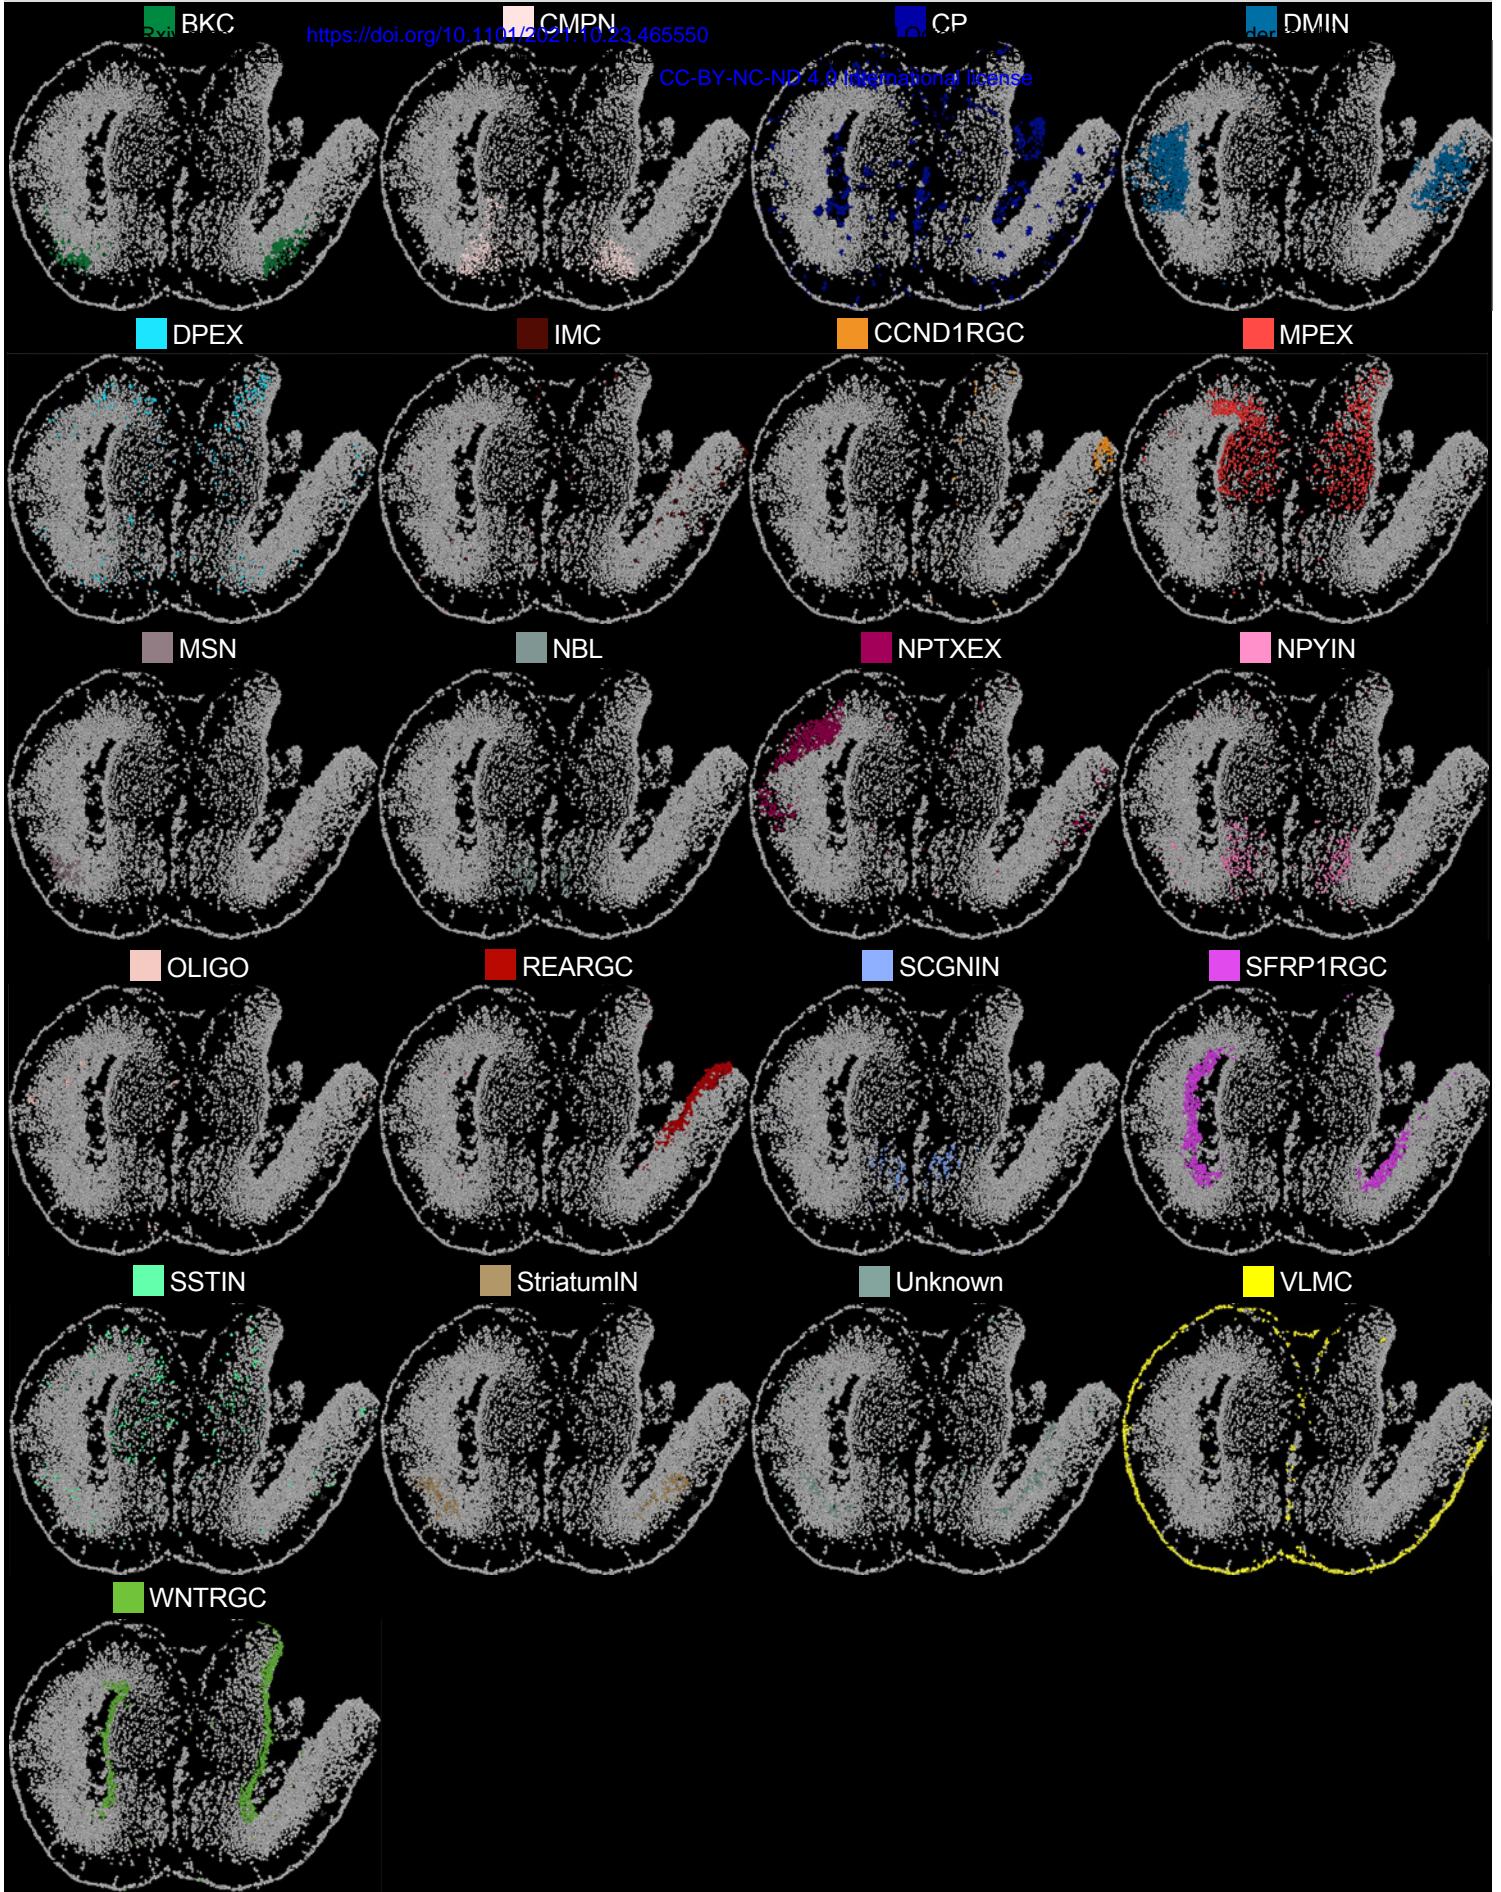 BKC CMPN CP DMIN
https://doi.org/10.1101/2021.10.23.465550
CC-BY-NC-ND 4.0 International license
DPEX IMC CCND1RGC MPEX
MSN NBL NPTXEX NPYIN
OLIGO REARGC SCGNIN SFRP1RGC
SSTIN StriatumIN Unknown VLMC
WNTRGC